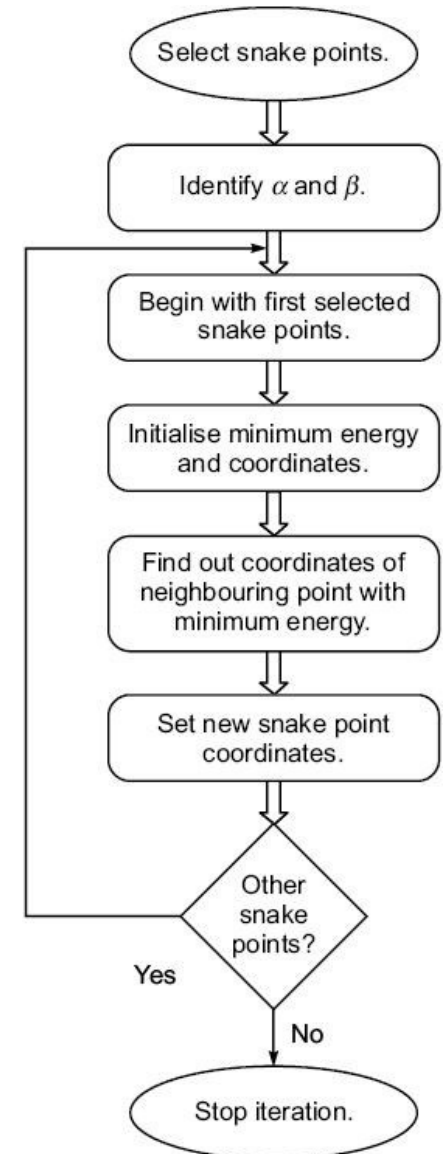 Select snake points.
Identify α and β.
Begin with first selected
snake points.
Initialise minimum energy
and coordinates.
Find out coordinates of
neighbouring point with
minimum energy.
Set new snake point
coordinates.
Other
snake
points?
Yes
No
Stop iteration.